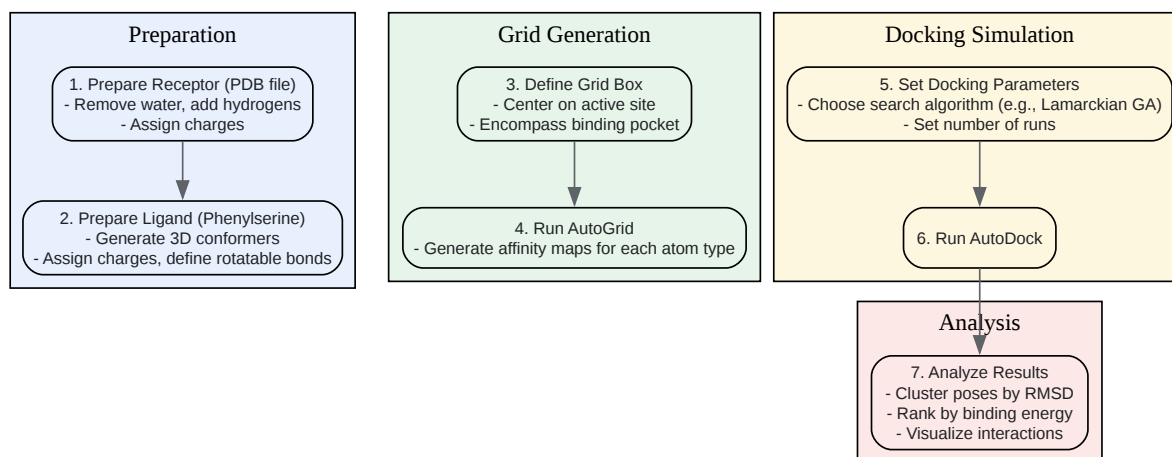 Preparation
1. Prepare Receptor (PDB file)
- Remove water, add hydrogens
- Assign charges
2. Prepare Ligand (Phenylserine)
- Generate 3D conformers
- Assign charges, define rotatable bonds
Grid Generation
3. Define Grid Box
- Center on active site
- Encompass binding pocket
4. Run AutoGrid
- Generate affinity maps for each atom type
Docking Simulation
5. Set Docking Parameters
- Choose search algorithm (e.g., Lamarckian GA)
- Set number of runs
6. Run AutoDock
Analysis
7. Analyze Results
- Cluster poses by RMSD
- Rank by binding energy
- Visualize interactions